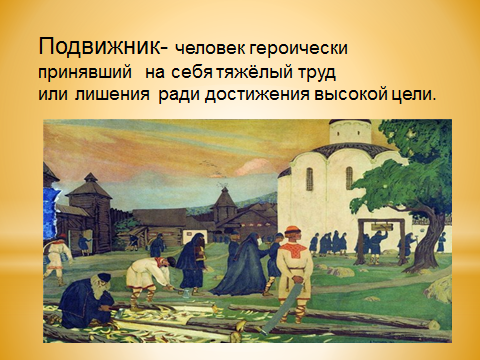 Подвижник- человек героически
принявший на себя тяжёлый труд
или лишения ради достижения высокой цели.